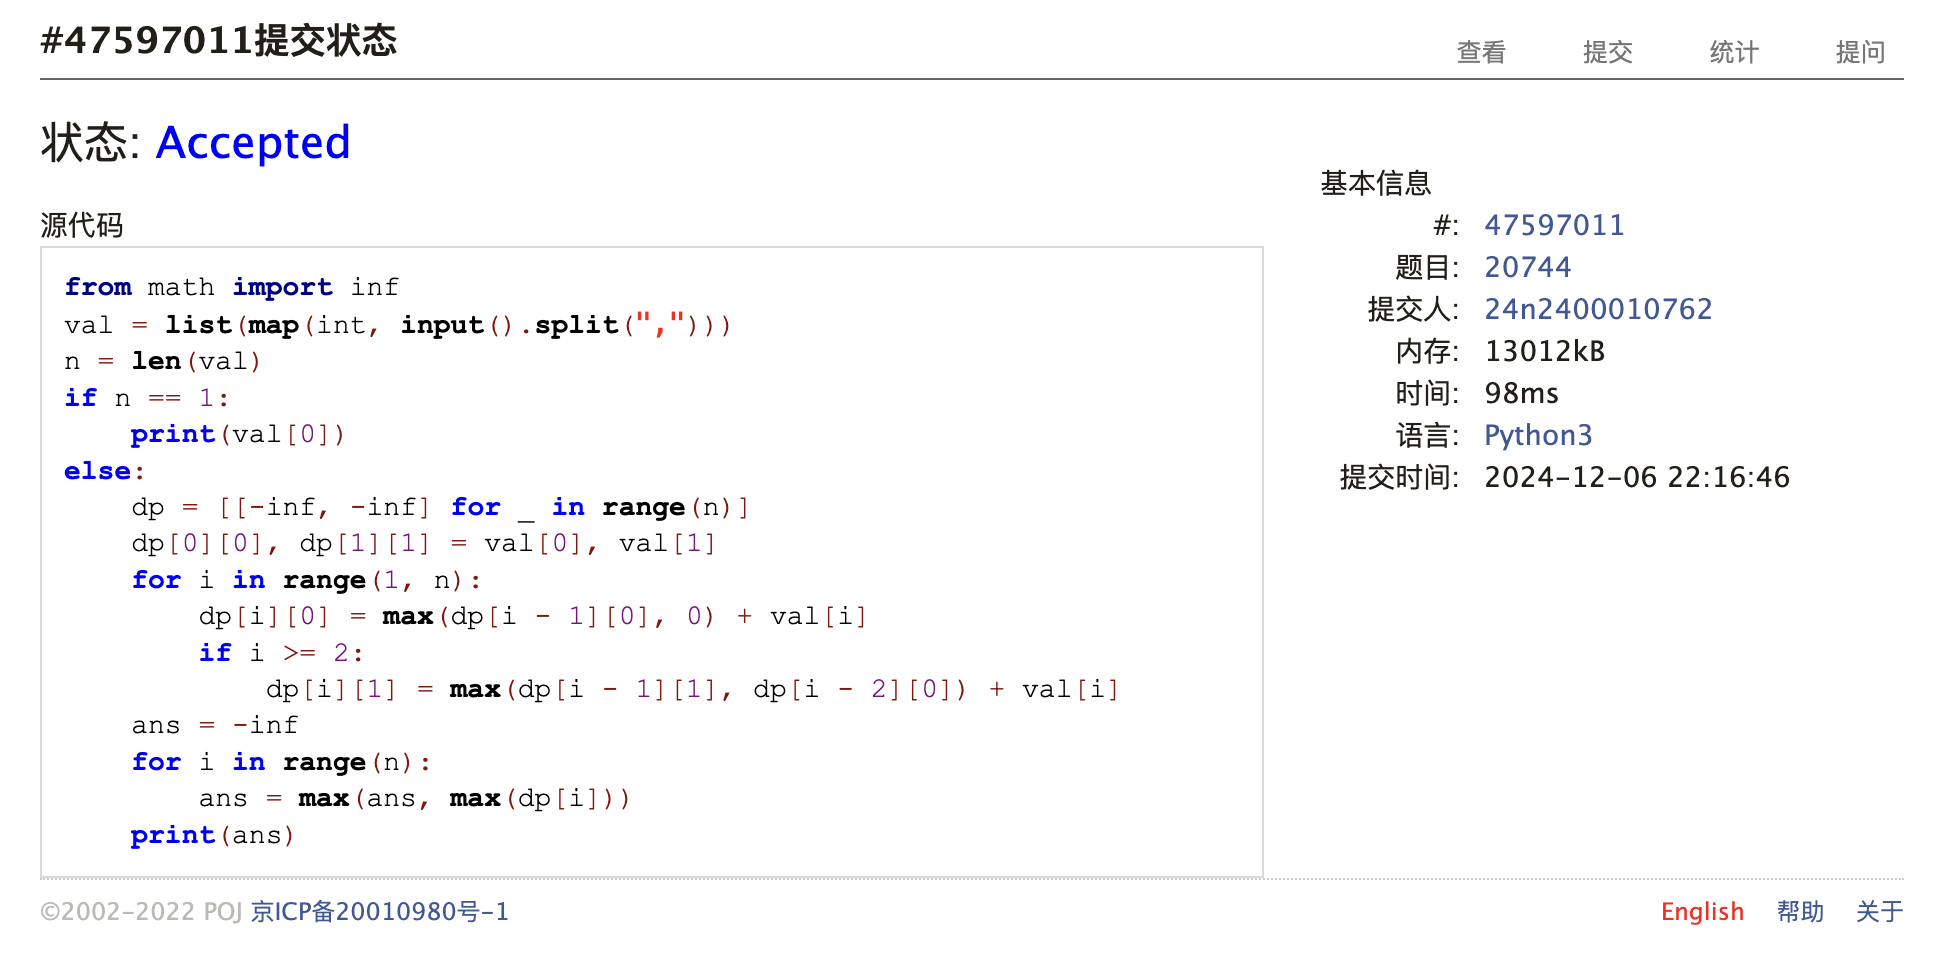 #47597011提交状态
查看 提交 统计 提问
状态: Accepted
源代码
from math import inf
val = list(map(int, input().split(",")))
n = len(val)
if n == 1:
    print(val[0])
else:
    dp = [[-inf, -inf] for _ in range(n)]
    dp[0][0], dp[1][1] = val[0], val[1]
    for i in range(1, n):
        dp[i][0] = max(dp[i - 1][0], 0) + val[i]
        if i >= 2:
            dp[i][1] = max(dp[i - 1][1], dp[i - 2][0]) + val[i]
    ans = -inf
    for i in range(n):
        ans = max(ans, max(dp[i]))
    print(ans)
基本信息
#: 47597011
题目: 20744
提交人: 24n2400010762
内存: 13012kB
时间: 98ms
语言: Python3
提交时间: 2024-12-06 22:16:46
©2002-2022 POJ 京ICP备20010980号-1
English 帮助 关于